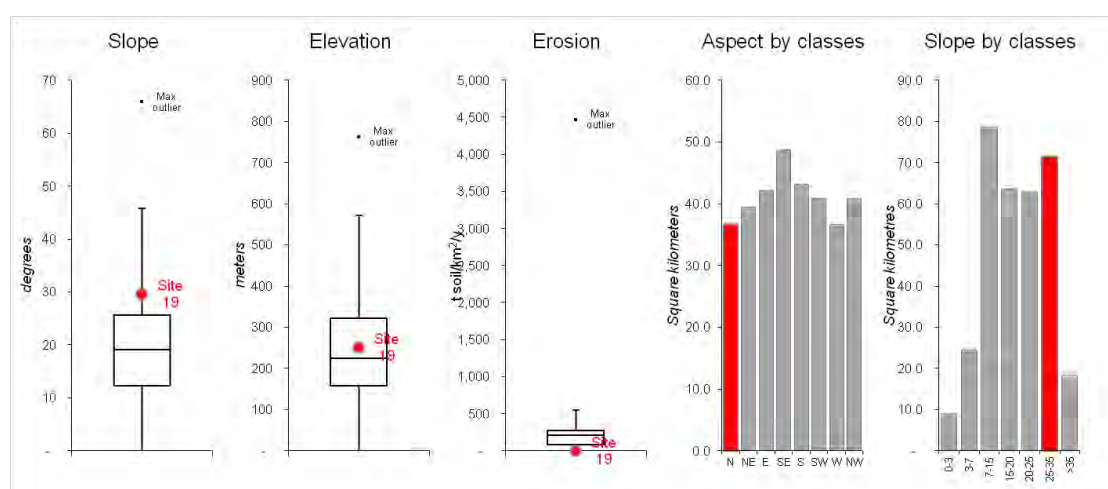 Slope
Elevation
Erosion
Aspect by classes
Slope by classes
degrees
70
60
50
40
30
20
10
-
Max
outlier
Site
19
meters
900
800
700
600
500
400
300
200
100
-
Max
outlier
Site
19
t soil/km²/y
5,000
4,500
4,000
3,500
3,000
2,500
2,000
1,500
1,000
500
-
Max
outlier
Site
19
Square kilometers
60.0
50.0
40.0
30.0
20.0
10.0
0.0
N NE E SE S SW W NW
Square kilometres
90.0
80.0
70.0
60.0
50.0
40.0
30.0
20.0
10.0
-
0-3
3-7
7-15
15-20
20-25
25-35
>35